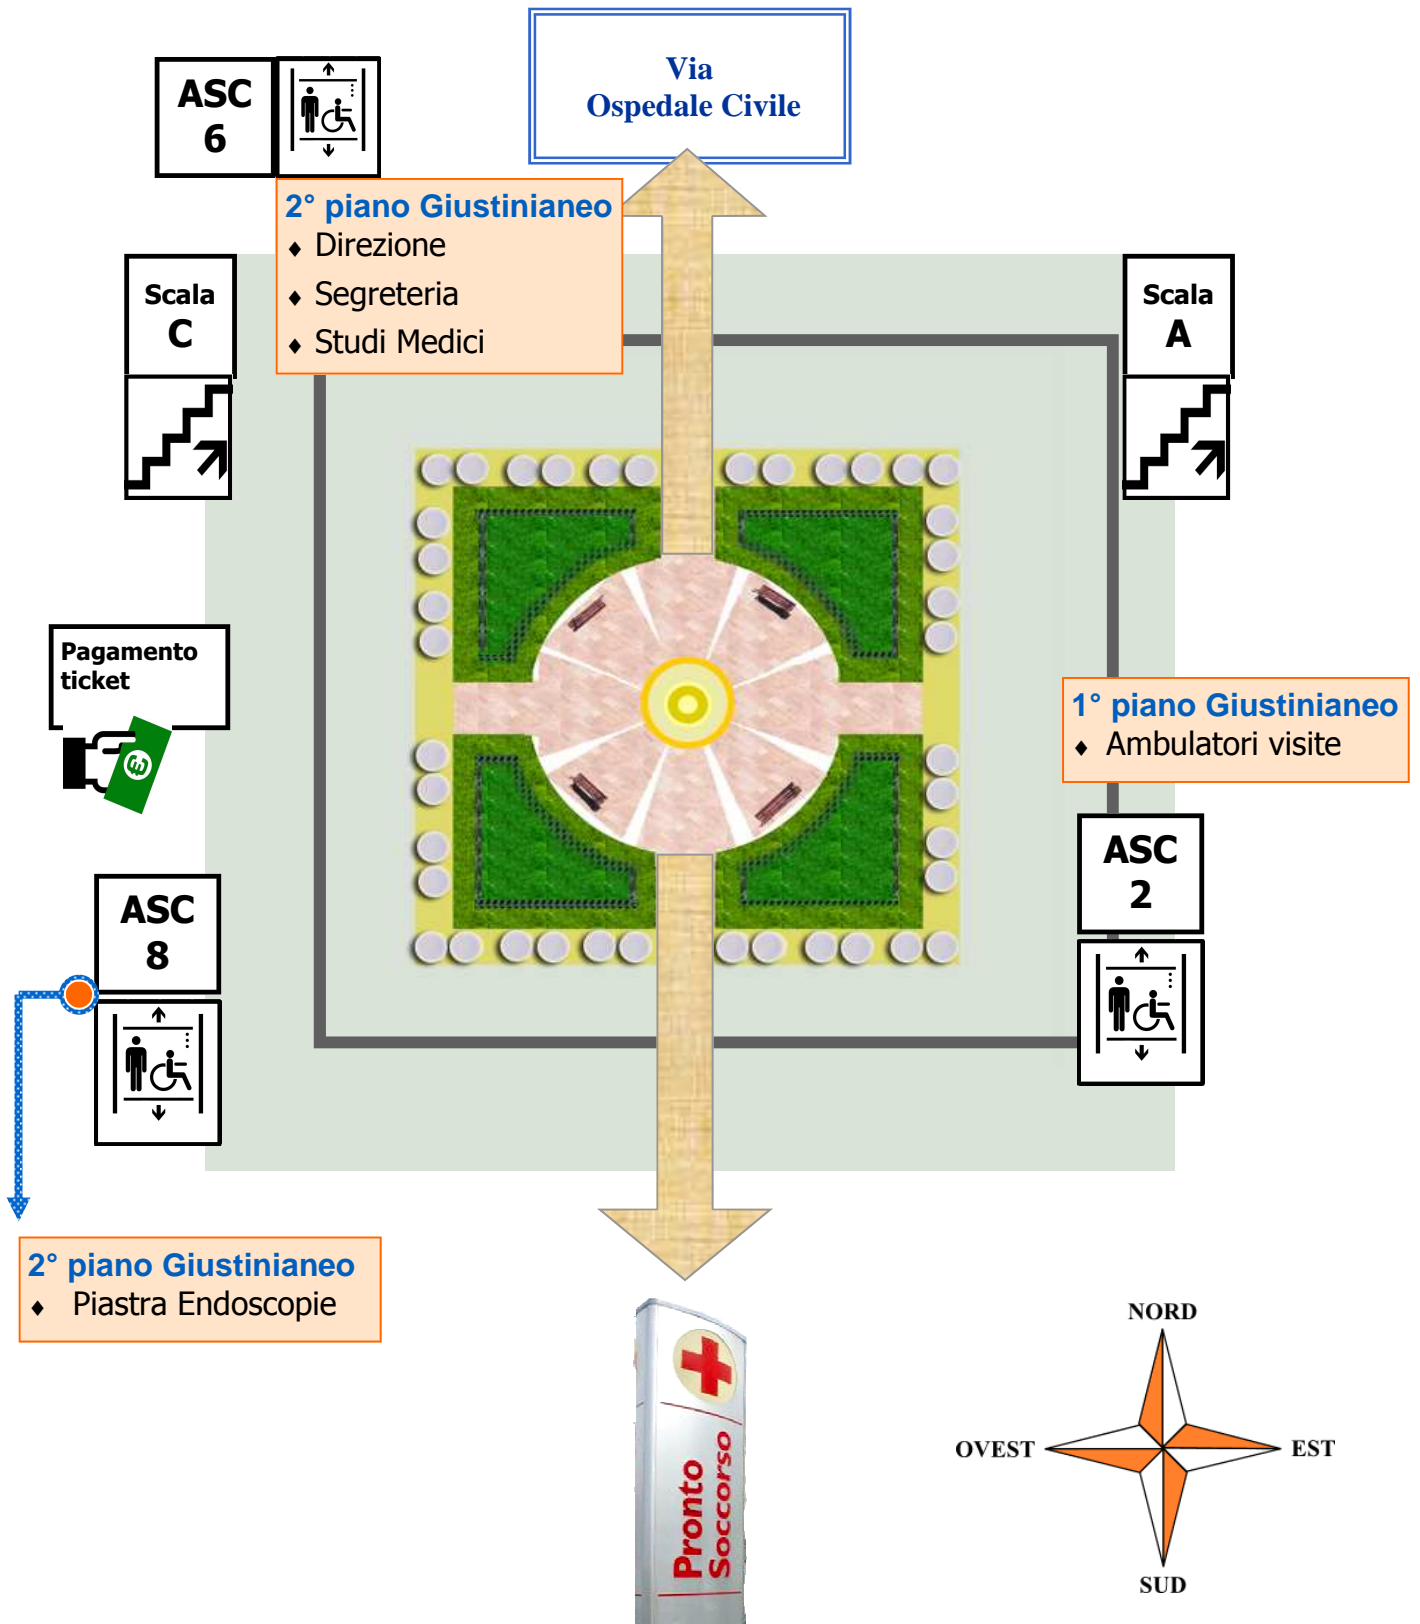 Via
Ospedale Civile
ASC
6
2° piano Giustinianeo
♦ Direzione
♦ Segreteria
♦ Studi Medici
Scala
C
Scala
A
Pagamento
ticket
1° piano Giustinianeo
♦ Ambulatori visite
ASC
2
ASC
8
2° piano Giustinianeo
♦ Piastra Endoscopie
Pronto
Soccorso
NORD
OVEST
EST
SUD